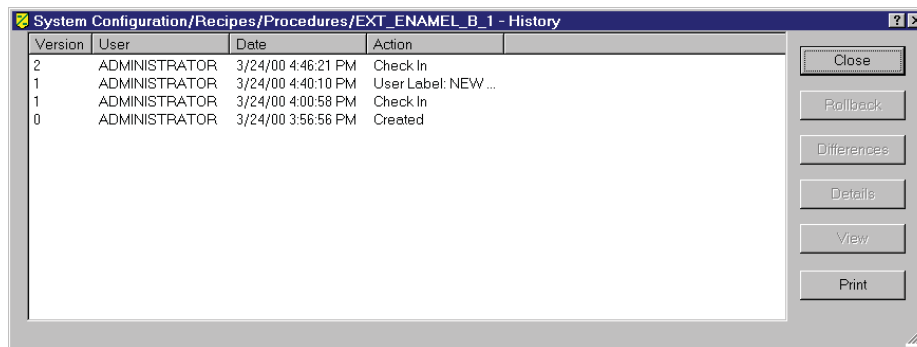 System Configuration/Recipes/Procedures/EXT_ENAMEL_B_1 - History
Version User Date Action
2 ADMINISTRATOR 3/24/00 4:46:21 PM Check In
1 ADMINISTRATOR 3/24/00 4:40:10 PM User Label: NEW ...
1 ADMINISTRATOR 3/24/00 4:00:58 PM Check In
0 ADMINISTRATOR 3/24/00 3:56:56 PM Created
Close
Rollback
Differences
Details
View
Print